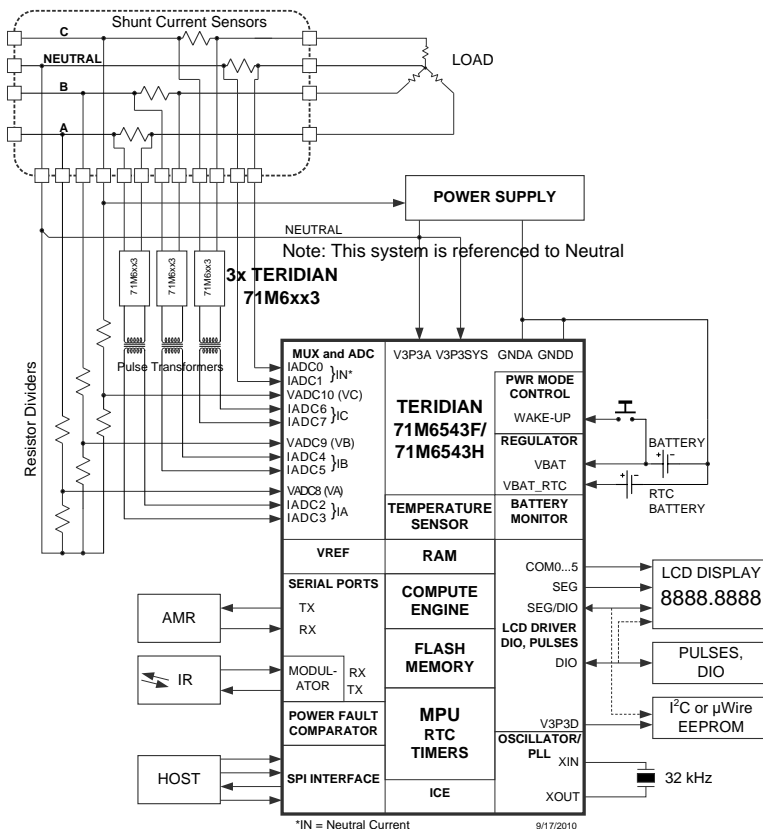 Shunt Current Sensors
C
NEUTRAL
B
A
LOAD
POWER SUPPLY
NEUTRAL
Note: This system is referenced to Neutral
71M6xx3
71M6xx3
71M6xx3
3x TERIDIAN
71M6xx3
Pulse Transformers
Resistor Dividers
MUX and ADC
IADC0
IADC1
}IN*
VADC10 (VC)
IADC6
IADC7
}IC
VADC9 (VB)
IADC4
IADC5
}IB
VADC8 (VA)
IADC2
IADC3
}IA
V3P3A V3P3SYS GNDA GNDD
TERIDIAN
71M6543F/
71M6543H
PWR MODE
CONTROL
WAKE-UP
REGULATOR
VBAT
VBAT_RTC
BATTERY
RTC
BATTERY
TEMPERATURE
SENSOR
BATTERY
MONITOR
VREF
RAM
SERIAL PORTS
TX
RX
COMPUTE
ENGINE
FLASH
MEMORY
MODUL-
ATOR
RX
TX
POWER FAULT
COMPARATOR
MPU
RTC
TIMERS
SPI INTERFACE
ICE
COM0...5
SEG
SEG/DIO
LCD DRIVER
DIO, PULSES
DIO
V3P3D
OSCILLATOR/
PLL
XIN
XOUT
AMR
IR
HOST
LCD DISPLAY
8888.8888
PULSES,
DIO
I2C or µWire
EEPROM
32 kHz
*IN = Neutral Current
9/17/2010